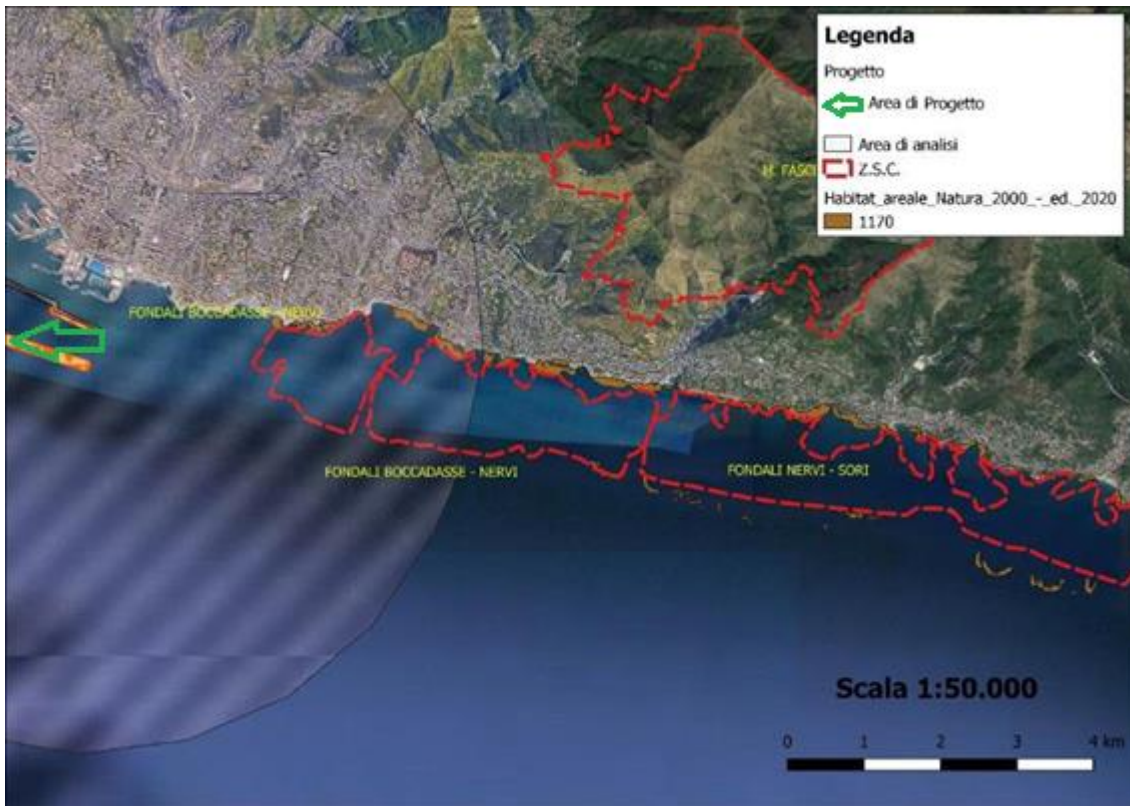 Legenda
Progetto
Area di Progetto
Area di analisi
Z.S.C.
Habitat_areale_Natura_2000_-_ed._2020
1170
FONDALI BOCCADASSE - NERVI
FONDALI BOCCADASSE - NERVI
FONDALI NERVI - SORI
Scala 1:50.000
0 1 2 3 4 km